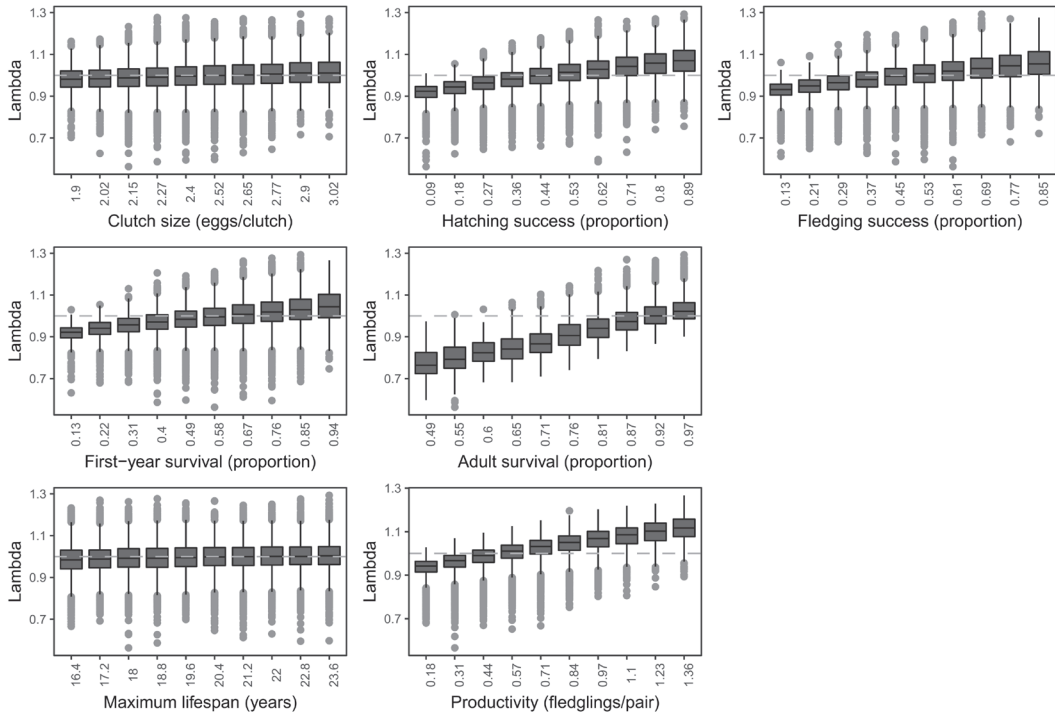 Lambda
1.3
1.1
0.9
0.7
1.9 2.02 2.15 2.27 2.4 2.52 2.65 2.77 2.9 3.02
Clutch size (eggs/clutch)
Lambda
1.3
1.1
0.9
0.7
0.09 0.18 0.27 0.36 0.44 0.53 0.62 0.71 0.8 0.89
Hatching success (proportion)
Lambda
1.3
1.1
0.9
0.7
0.13 0.21 0.29 0.37 0.45 0.53 0.61 0.69 0.77 0.85
Fledging success (proportion)
Lambda
1.3
1.1
0.9
0.7
0.13 0.22 0.31 0.4 0.49 0.58 0.67 0.76 0.85 0.94
First−year survival (proportion)
Lambda
1.3
1.1
0.9
0.7
0.49 0.55 0.6 0.65 0.71 0.76 0.81 0.87 0.92 0.97
Adult survival (proportion)
Lambda
1.3
1.1
0.9
0.7
16.4 17.2 18 18.8 19.6 20.4 21.2 22 22.8 23.6
Maximum lifespan (years)
Lambda
1.3
1.1
0.9
0.7
0.18 0.31 0.44 0.57 0.71 0.84 0.97 1.1 1.23 1.36
Productivity (fledglings/pair)